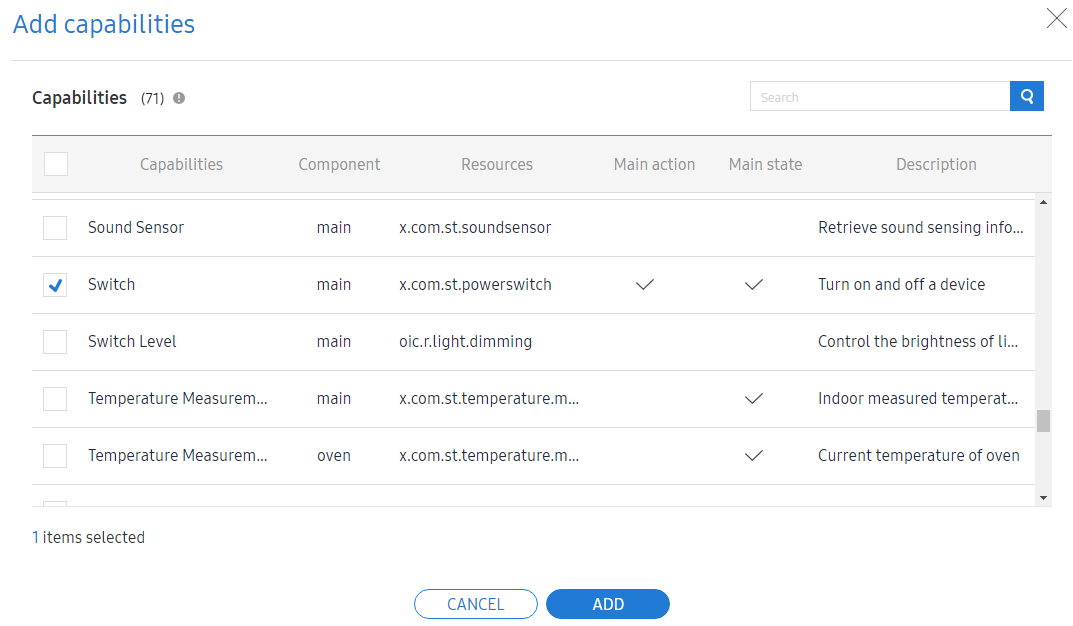 Add capabilities
Capabilities (71)
Search
Capabilities Component Resources Main action Main state Description
Sound Sensor main x.com.st.soundsensor Retrieve sound sensing info...
Switch main x.com.st.powerswitch Turn on and off a device
Switch Level main oic.r.light.dimming Control the brightness of li...
Temperature Measurem... main x.com.st.temperature.m... Indoor measured temperat...
Temperature Measurem... oven x.com.st.temperature.m... Current temperature of oven
1 items selected
CANCEL ADD